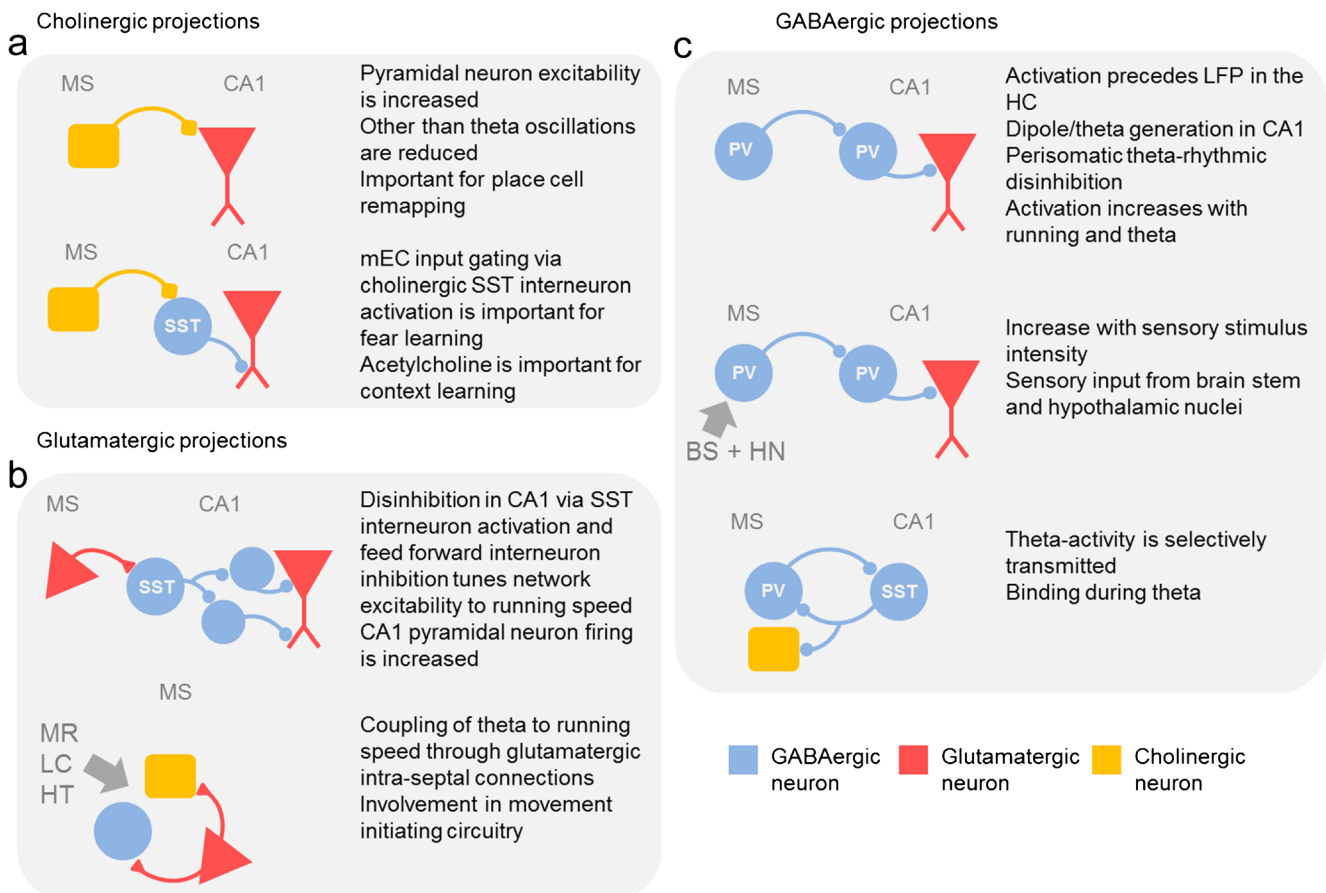 Cholinergic projections
a
MS
CA1
Pyramidal neuron excitability
is increased
Other than theta oscillations
are reduced
Important for place cell
remapping
MS
CA1
SST
mEC input gating via
cholinergic SST interneuron
activation is important for
fear learning
Acetylcholine is important for
context learning
Glutamatergic projections
b
MS
CA1
SST
Disinhibition in CA1 via SST
interneuron activation and
feed forward interneuron
inhibition tunes network
excitability to running speed
CA1 pyramidal neuron firing
is increased
MS
MR
LC
HT
Coupling of theta to running
speed through glutamatergic
intra-septal connections
Involvement in movement
initiating circuitry
GABAergic projections
c
MS
CA1
PV
PV
Activation precedes LFP in the
HC
Dipole/theta generation in CA1
Perisomatic theta-rhythmic
disinhibition
Activation increases with
running and theta
MS
CA1
PV
PV
BS + HN
Increase with sensory stimulus
intensity
Sensory input from brain stem
and hypothalamic nuclei
MS
CA1
PV
SST
Theta-activity is selectively
transmitted
Binding during theta
GABAergic
neuron
Glutamatergic
neuron
Cholinergic
neuron